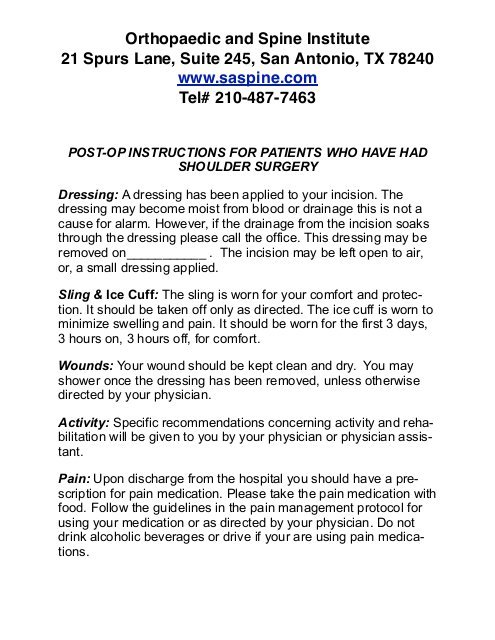 Orthopaedic and Spine Institute
21 Spurs Lane, Suite 245, San Antonio, TX 78240
www.saspine.com
Tel# 210-487-7463
POST-OP INSTRUCTIONS FOR PATIENTS WHO HAVE HAD
SHOULDER SURGERY
Dressing: A dressing has been applied to your incision. The
dressing may become moist from blood or drainage this is not a
cause for alarm. However, if the drainage from the incision soaks
through the dressing please call the office. This dressing may be
removed on___________ . The incision may be left open to air,
or, a small dressing applied.
Sling & Ice Cuff: The sling is worn for your comfort and protec-
tion. It should be taken off only as directed. The ice cuff is worn to
minimize swelling and pain. It should be worn for the first 3 days,
3 hours on, 3 hours off, for comfort.
Wounds: Your wound should be kept clean and dry. You may
shower once the dressing has been removed, unless otherwise
directed by your physician.
Activity: Specific recommendations concerning activity and reha-
bilitation will be given to you by your physician or physician assis-
tant.
Pain: Upon discharge from the hospital you should have a pre-
scription for pain medication. Please take the pain medication with
food. Follow the guidelines in the pain management protocol for
using your medication or as directed by your physician. Do not
drink alcoholic beverages or drive if your are using pain medica-
tions.